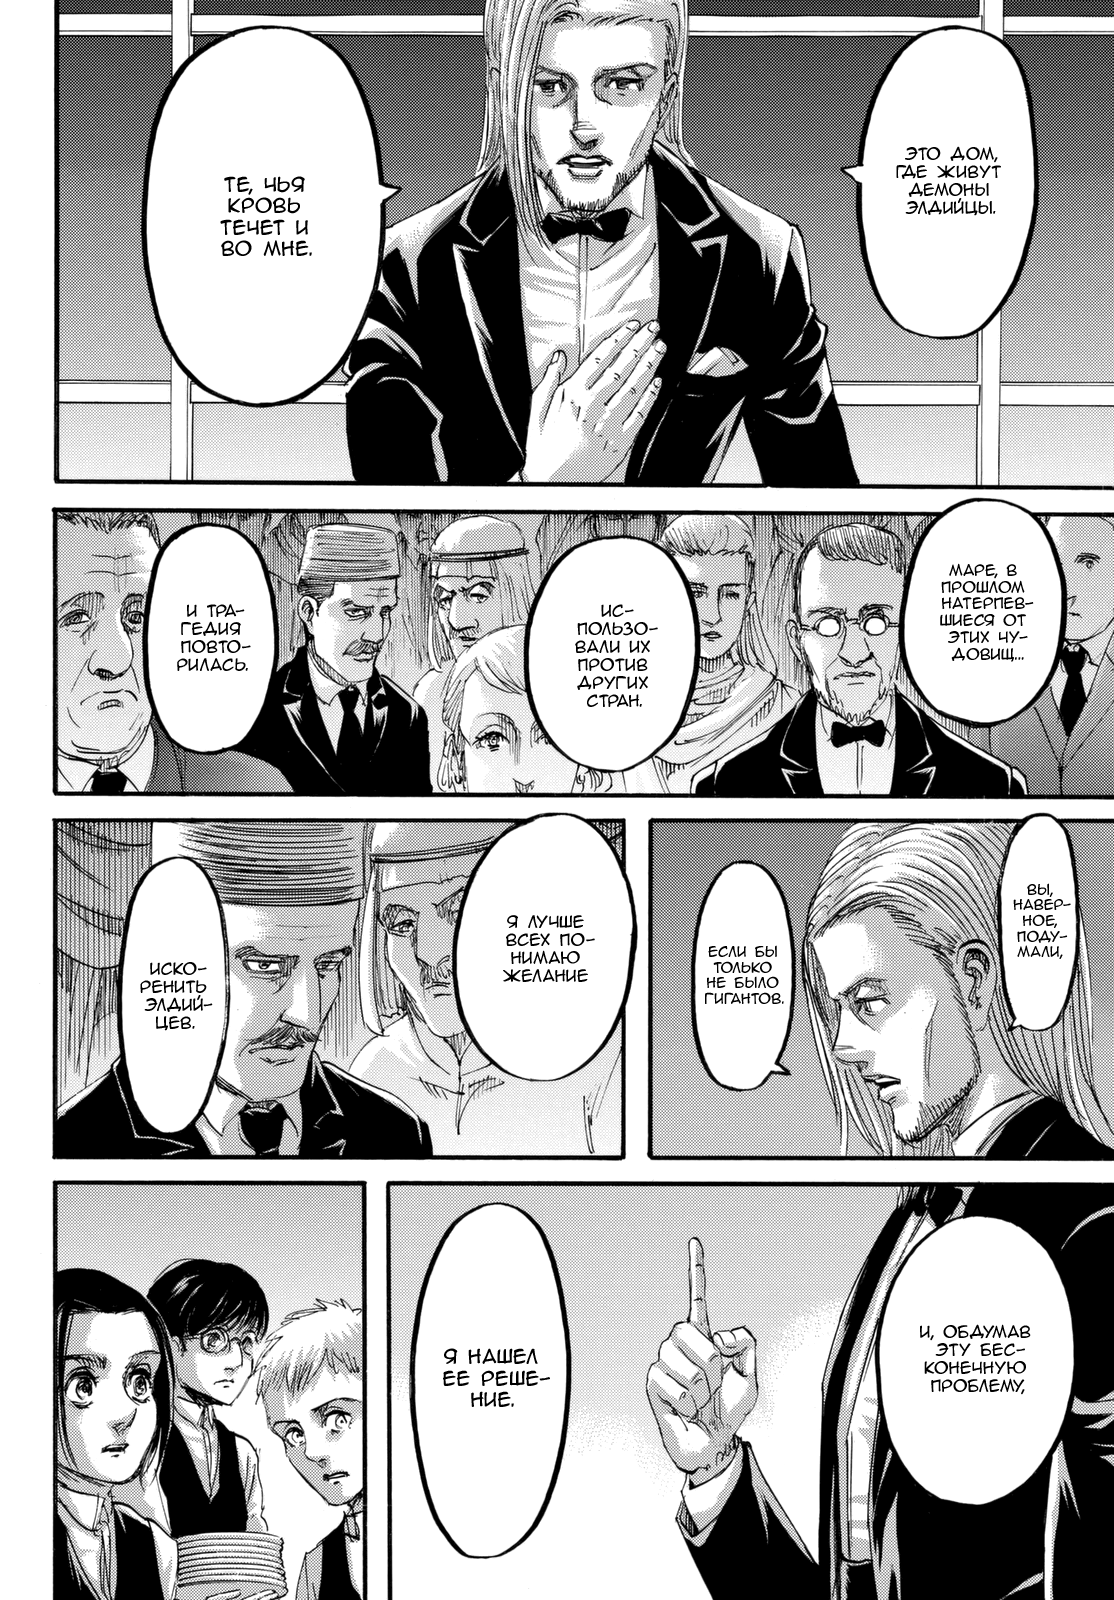 ЭТО ДОМ,
ГДЕ ЖИВУТ
ДЕМОНЫ
ЭЛДИЙЦЫ.
ТЕ, ЧЬЯ
КРОВЬ
ТЕЧЕТ И
ВО МНЕ.
МАРЕ, В
ПРОШЛОМ
НАТЕРПЕВ-
ШИЕСЯ ОТ
ЭТИХ ЧУ-
ДОВИЩ...
ИС-
ПОЛЬЗО-
ВАЛИ ИХ
ПРОТИВ
ДРУГИХ
СТРАН.
И ТРА-
ГЕДИЯ
ПОВТО-
РИЛАСЬ.
ВЫ,
НАВЕР-
НОЕ,
ПОДУ-
МАЛИ,
ЕСЛИ БЫ
ТОЛЬКО
НЕ БЫЛО
ГИГАНТОВ.
Я ЛУЧШЕ
ВСЕХ ПО-
НИМАЮ
ЖЕЛАНИЕ
ИСКО-
РЕНИТЬ
ЭЛДИЙ-
ЦЕВ.
И, ОБДУМАВ
ЭТУ БЕС-
КОНЕЧНУЮ
ПРОБЛЕМУ,
Я НАШЕЛ
ЕЕ РЕШЕ-
НИЕ.